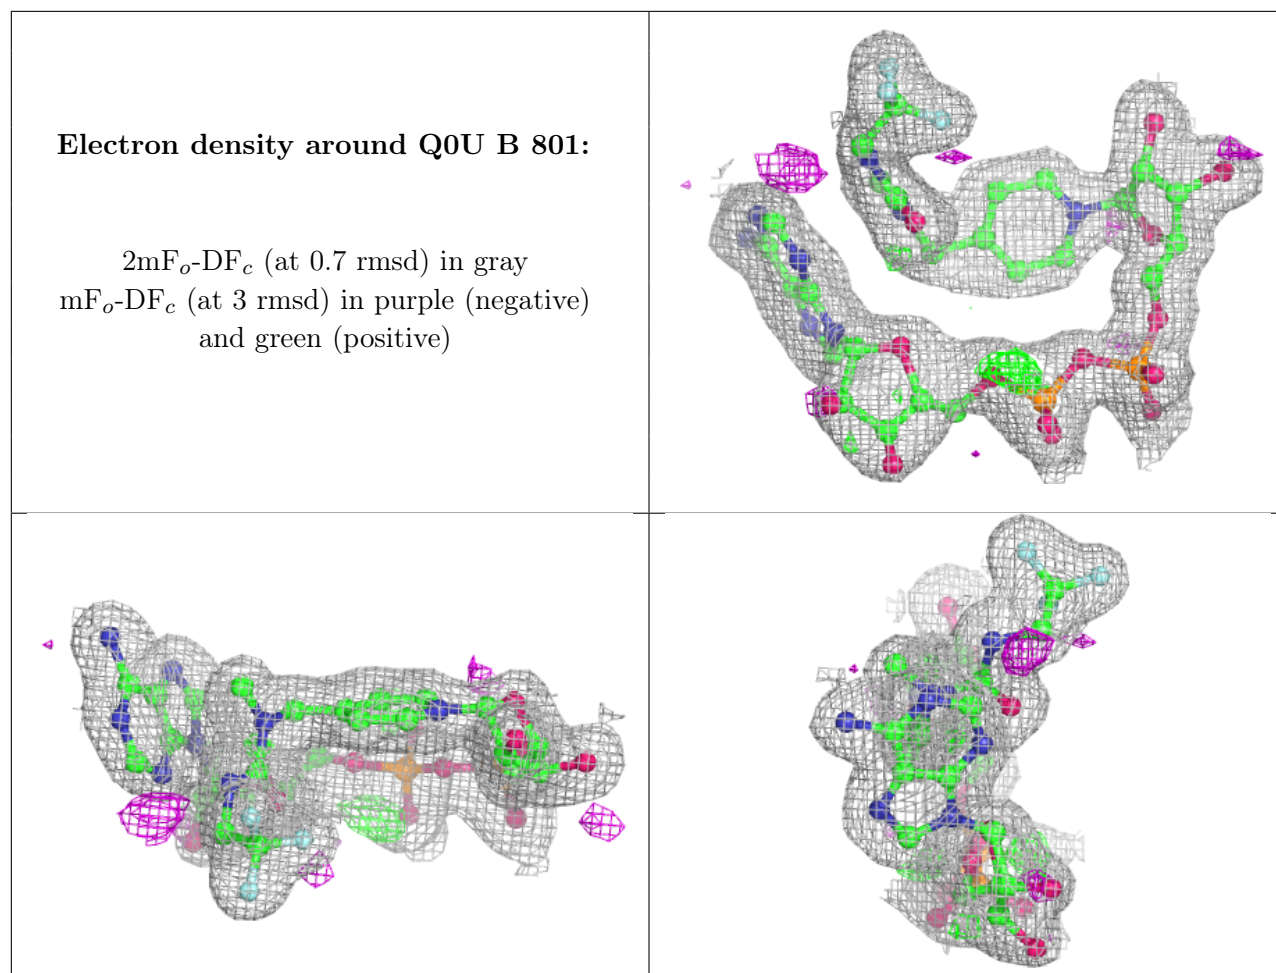 Electron density around Q0U B 801:
2mFo-DFc (at 0.7 rmsd) in gray
mFo-DFc (at 3 rmsd) in purple (negative)
and green (positive)